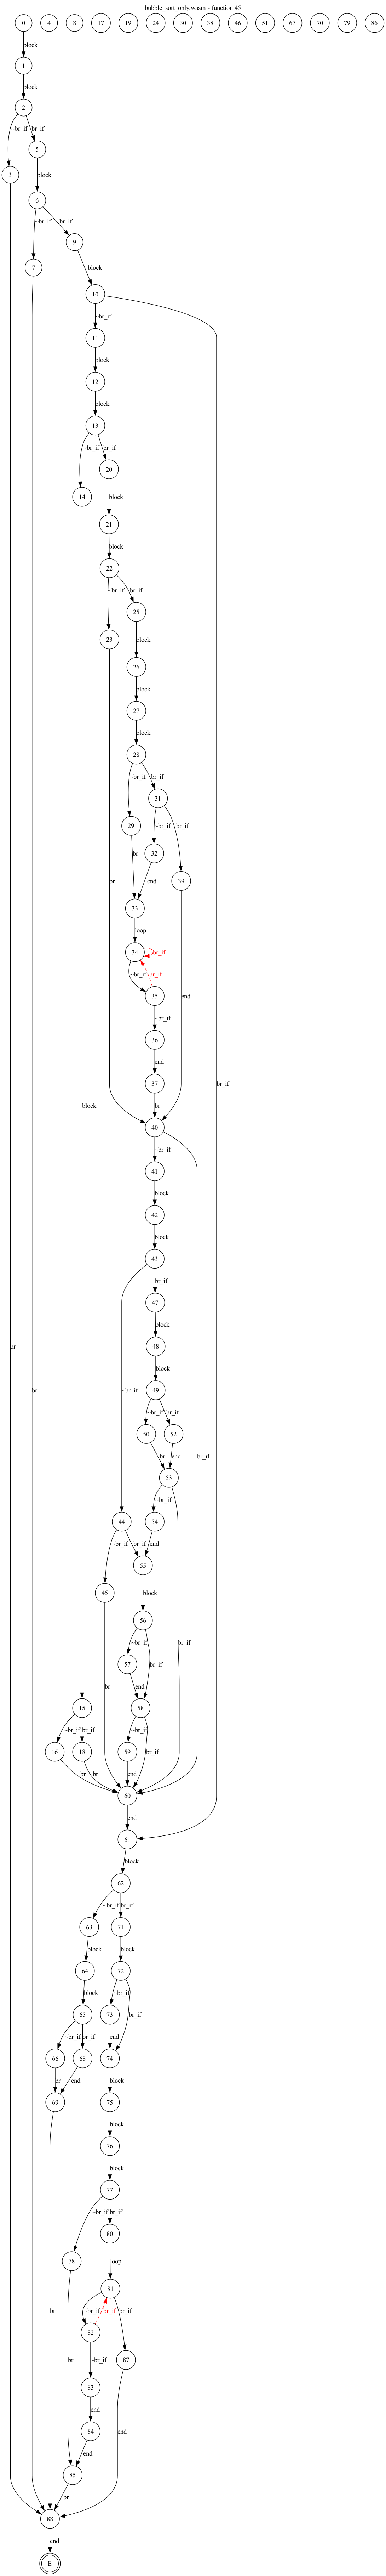 bubble_sort_only.wasm - function 45
0 4 8 17 19 24 30 38 46 51 67 70 79 86
block
1
block
2
~br_if br_if
5
3
block
6
~br_if br_if
9
7
block
10
~br_if
11
block
12
block
13
~br_if br_if
20
14
block
21
block
22
~br_if br_if
25
23
block
26
block
27
block
28
~br_if br_if
31
29
~br_if br_if
br 32
39
br end
33
loop
34 br_if
~br_if br_if
35
end
~br_if
36
end
37
br_if
block
br
40
~br_if
41
block
42
block
43
br_if
47
block
48
br
br
~br_if
block
49
~br_if br_if
50 52
br_if
br end
53
~br_if
44 54
~br_if br_if end
55
45
block
56
~br_if
br_if
57
br
br_if
end
15 58
~br_if br_if ~br_if
16 18 59 br_if
br br end
60
end
61
block
62
~br_if br_if
63 71
block block
64 72
block ~br_if
65 73
~br_if br_if br_if
66 68 end
74
br end
69 block
75
block
76
block
77
~br_if br_if
78 80
loop
81
br
~br_if br_if br_if
82
87
br
~br_if
83
end
84
end
end
85
br
88
end
E